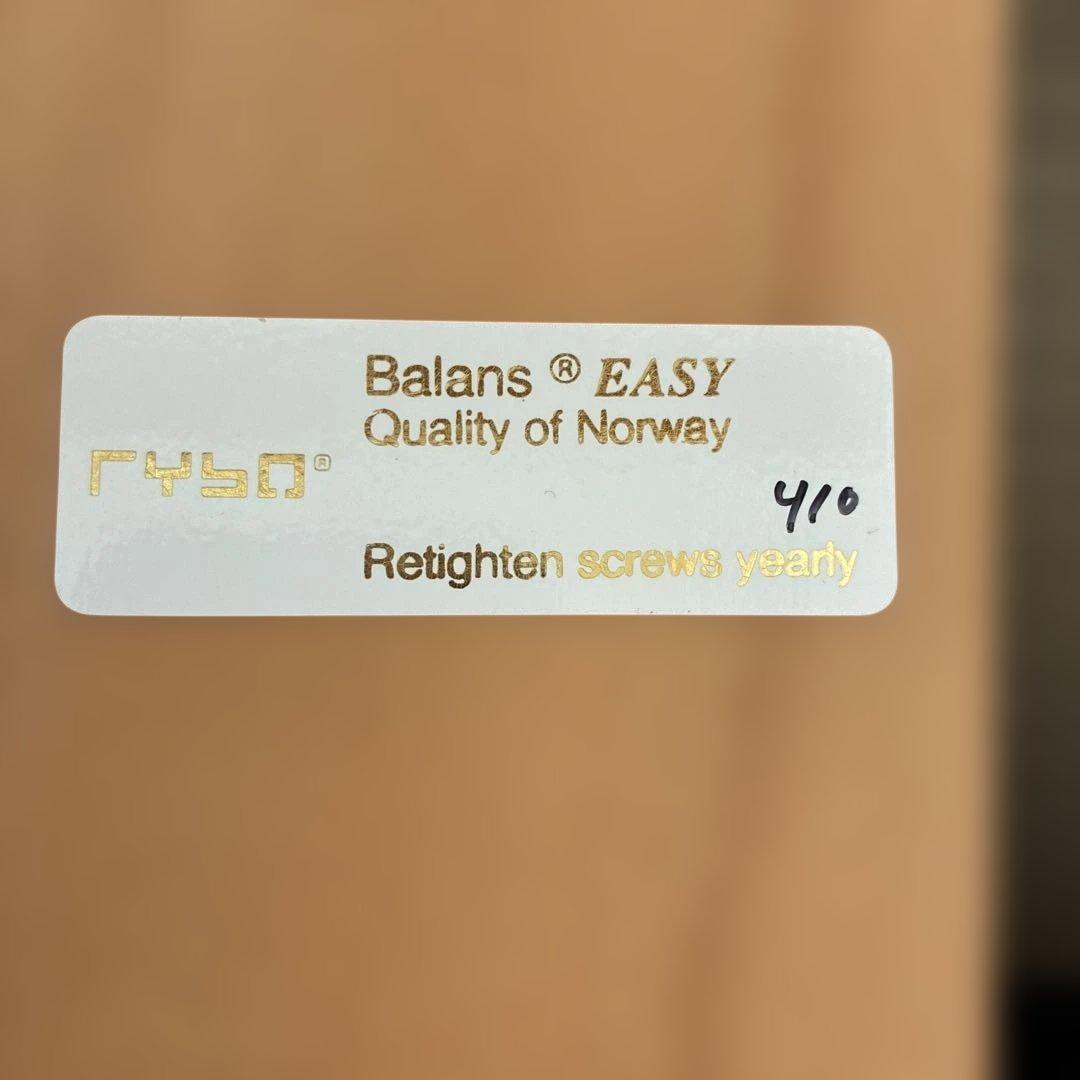 Balans ® EASY
Quality of Norway
rybo®
410
Retighten screws yearly